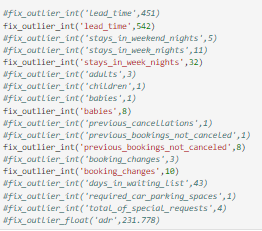 #fix_outlier_int('lead_time',451)
fix_outlier_int('lead_time',542)
#fix_outlier_int('stays_in_weekend_nights',5)
#fix_outlier_int('stays_in_week_nights',11)
fix_outlier_int('stays_in_week_nights',32)
#fix_outlier_int('adults',3)
#fix_outlier_int('children',1)
#fix_outlier_int('babies',1)
fix_outlier_int('babies',8)
#fix_outlier_int('previous_cancellations',1)
#fix_outlier_int('previous_bookings_not_canceled',1)
fix_outlier_int('previous_bookings_not_canceled',8)
#fix_outlier_int('booking_changes',3)
fix_outlier_int('booking_changes',10)
#fix_outlier_int('days_in_waiting_list',43)
#fix_outlier_int('required_car_parking_spaces',1)
#fix_outlier_int('total_of_special_requests',4)
#fix_outlier_float('adr',231.778)